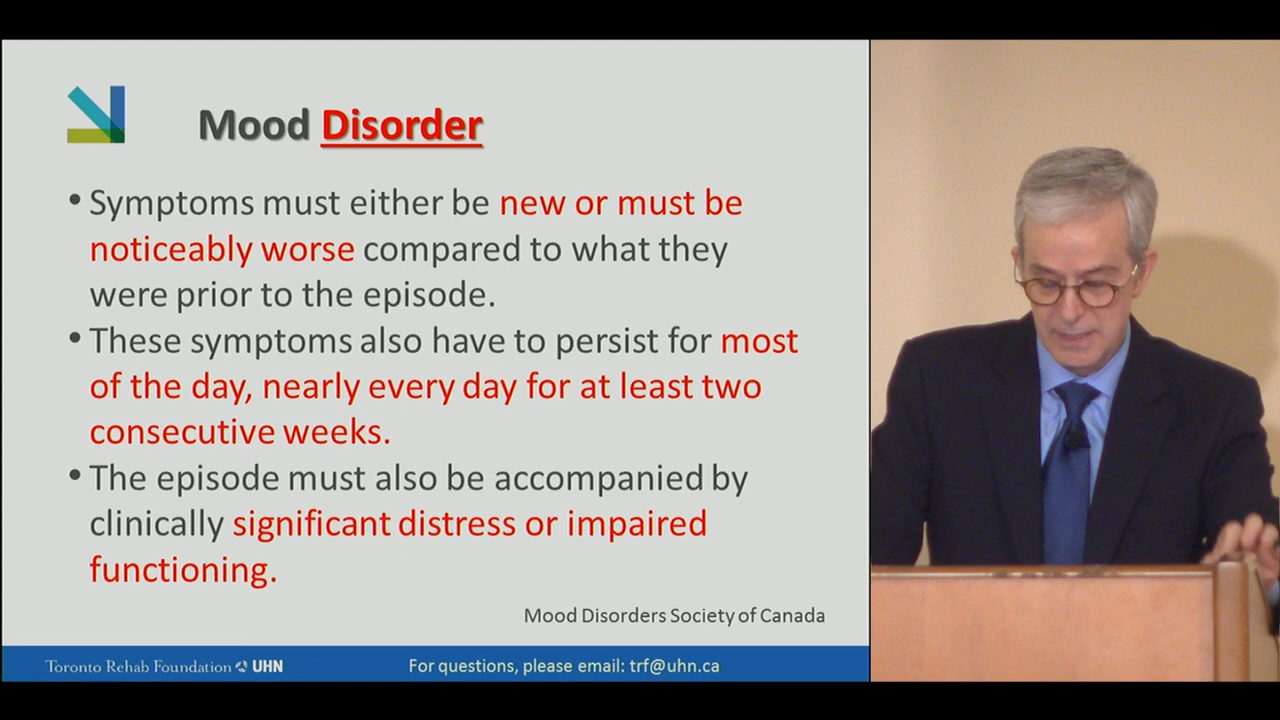 Mood Disorder
• Symptoms must either be new or must be
noticeably worse compared to what they
were prior to the episode.
• These symptoms also have to persist for most
of the day, nearly every day for at least two
consecutive weeks.
• The episode must also be accompanied by
clinically significant distress or impaired
functioning.
Mood Disorders Society of Canada
Toronto Rehab Foundation UHN
For questions, please email: trf@uhn.ca